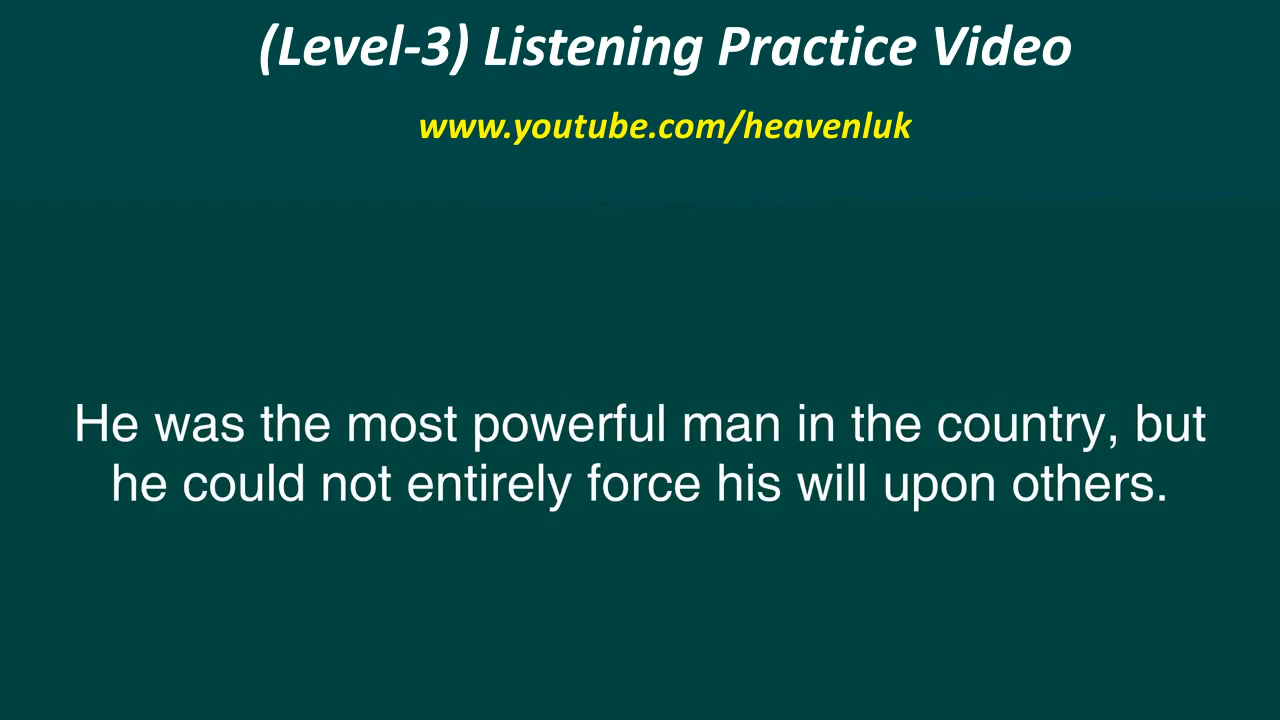 (Level-3) Listening Practice Video
www.youtube.com/heavenluk
He was the most powerful man in the country, but
he could not entirely force his will upon others.